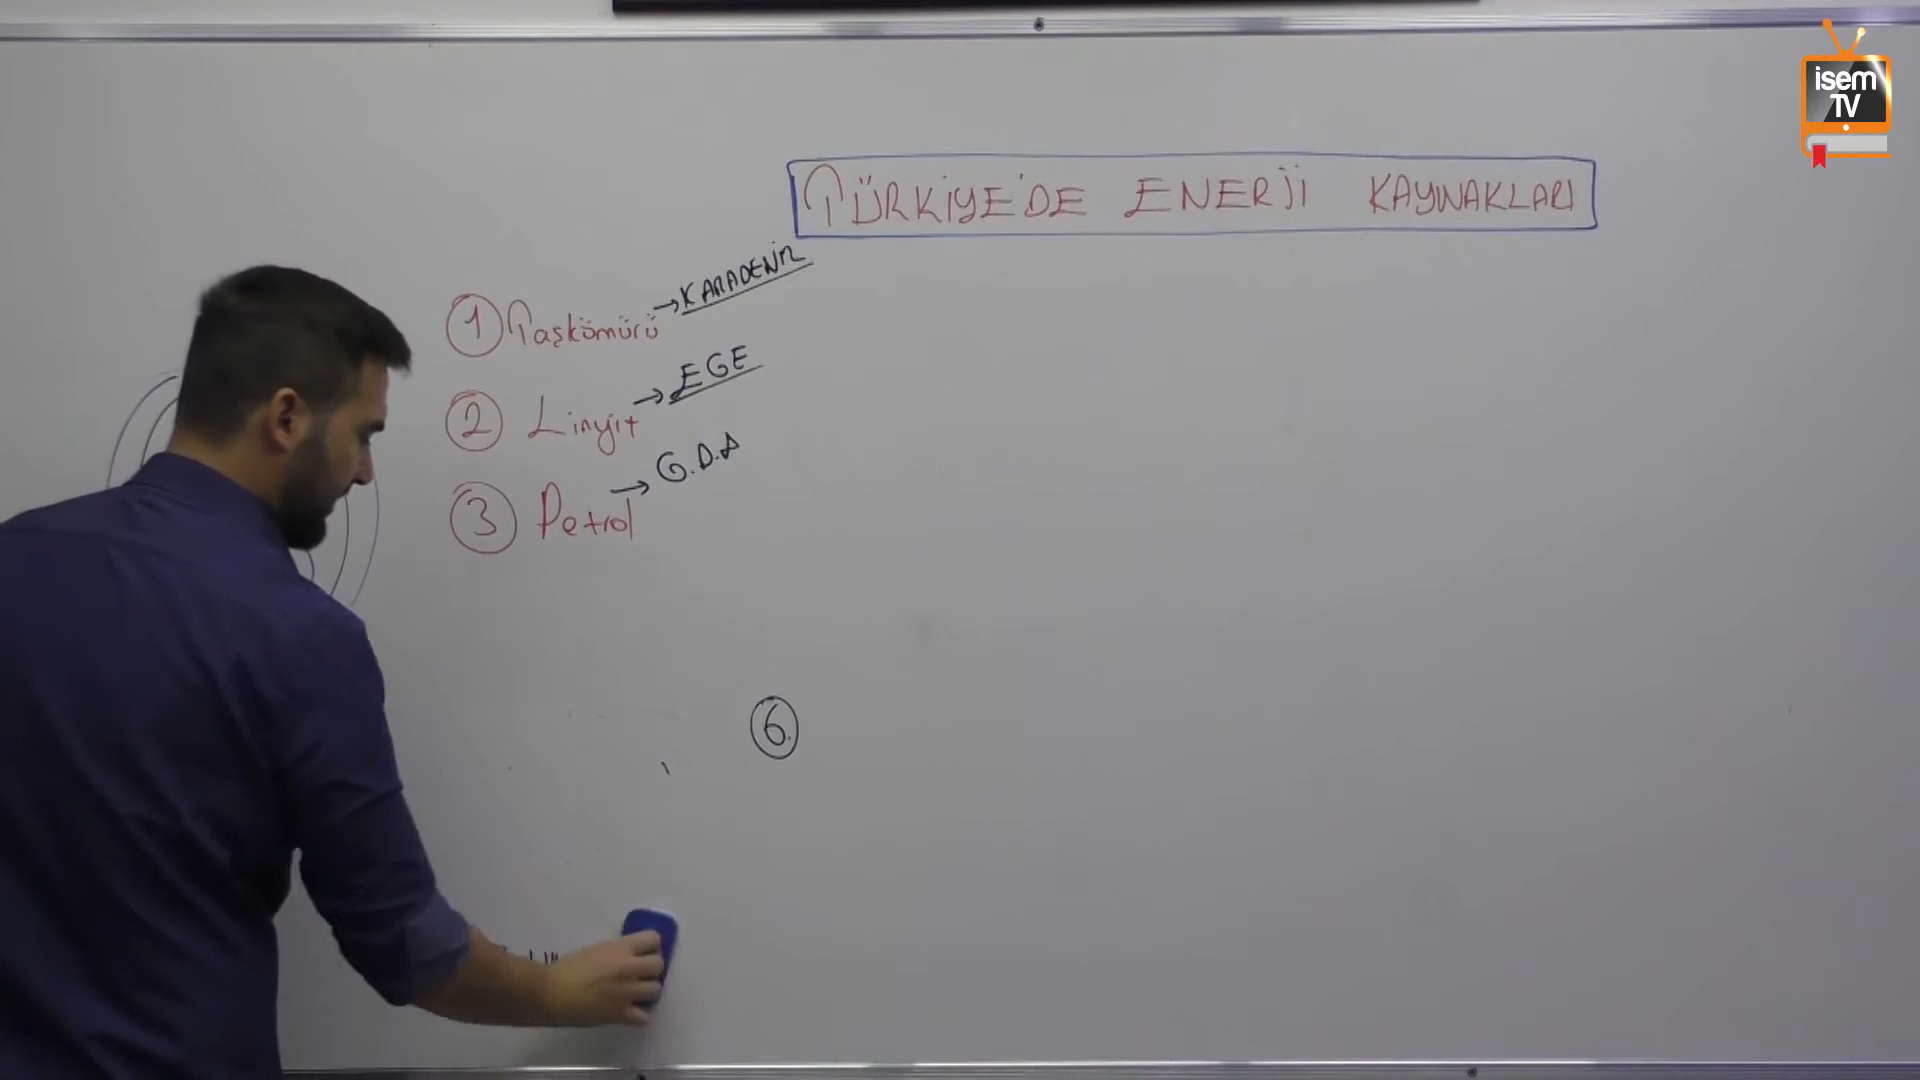 isem
TV
TÜRKİYE'DE ENERJİ KAYNAKLARI
1 Taşkömürü → KARADENİZ
2 Linyit → EGE
3 Petrol → G.D.A
6.